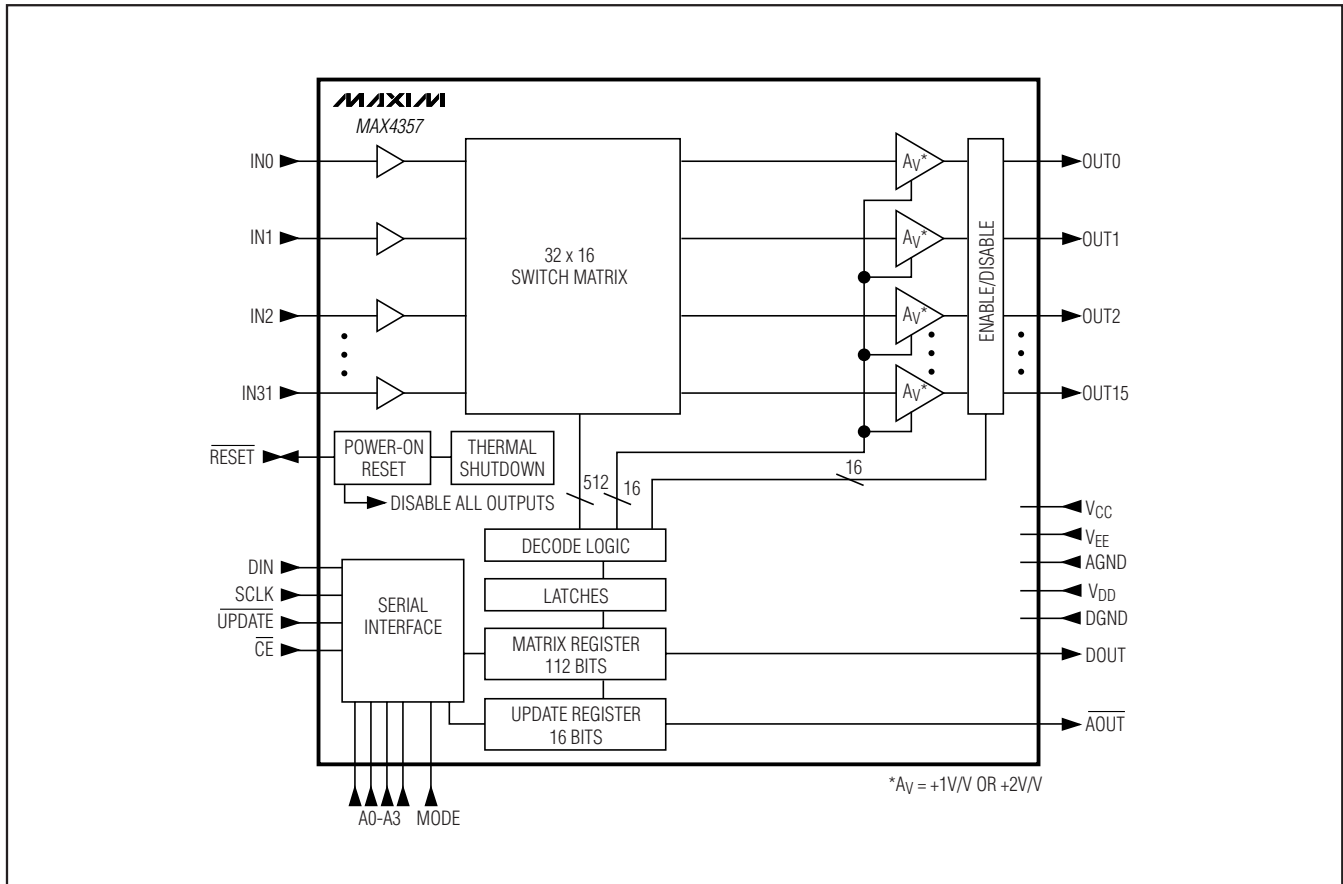 MAXIM
MAX4357
IN0
IN1
IN2
IN31
32 x 16
SWITCH MATRIX
AV*
AV*
AV*
AV*
ENABLE/DISABLE
OUT0
OUT1
OUT2
OUT15
RESET
POWER-ON
RESET
THERMAL
SHUTDOWN
DISABLE ALL OUTPUTS
512
16
16
DECODE LOGIC
LATCHES
MATRIX REGISTER
112 BITS
UPDATE REGISTER
16 BITS
DIN
SCLK
UPDATE
CE
SERIAL
INTERFACE
VCC
VEE
AGND
VDD
DGND
DOUT
AOUT
A0-A3
MODE
*AV = +1V/V OR +2V/V